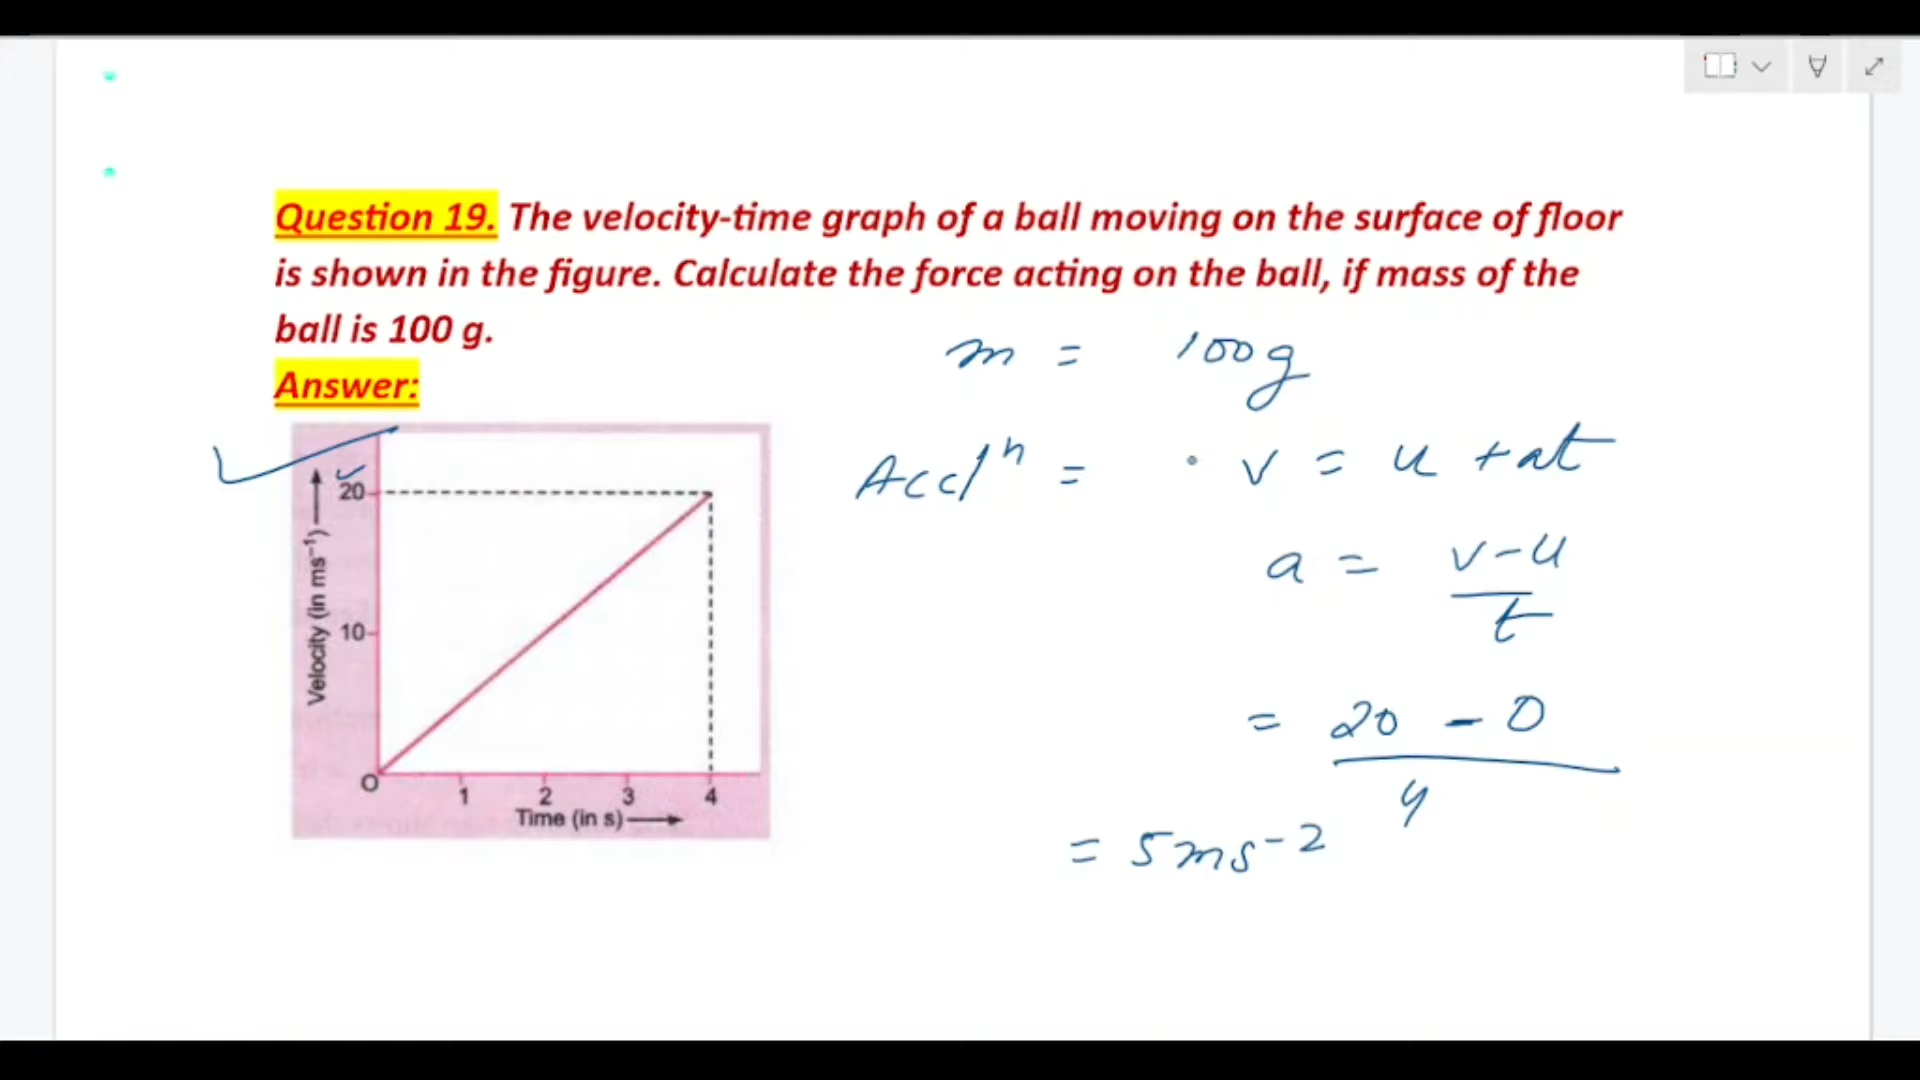 Question 19. The velocity-time graph of a ball moving on the surface of floor
is shown in the figure. Calculate the force acting on the ball, if mass of the
ball is 100 g.
Answer:
m = 100g
Accln = v = u + at
a = v-u
t
= 20 - 0
4
= 5ms-2
Velocity (in ms⁻¹)
20
10
O
1 2 3 4
Time (in s)